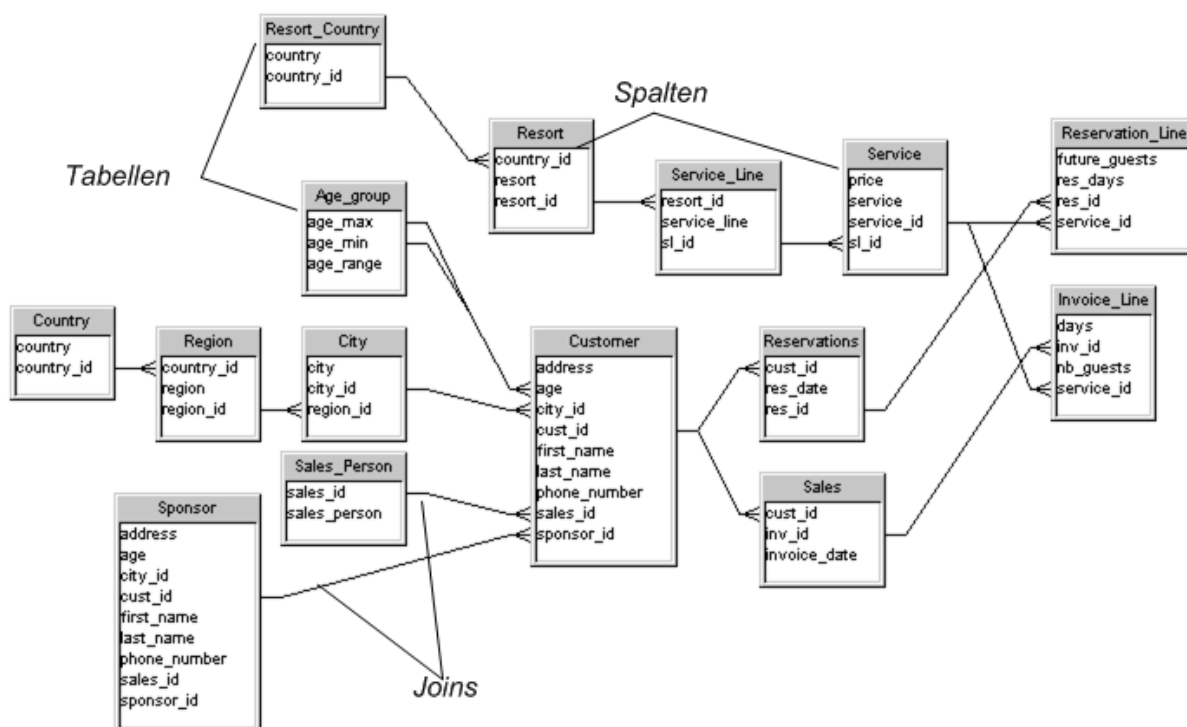 Resort_Country
country
country_id
Tabellen
Spalten
Resort
country_id
resort
resort_id
Service_Line
resort_id
service_line
sl_id
Service
price
service
service_id
sl_id
Reservation_Line
future_guests
res_days
res_id
service_id
Age_group
age_max
age_min
age_range
Country
country
country_id
Region
country_id
region
region_id
City
city
city_id
region_id
Customer
address
age
city_id
cust_id
first_name
last_name
phone_number
sales_id
sponsor_id
Reservations
cust_id
res_date
res_id
Invoice_Line
days
inv_id
nb_guests
service_id
Sales_Person
sales_id
sales_person
Sales
cust_id
inv_id
invoice_date
Sponsor
address
age
city_id
cust_id
first_name
last_name
phone_number
sales_id
sponsor_id
Joins